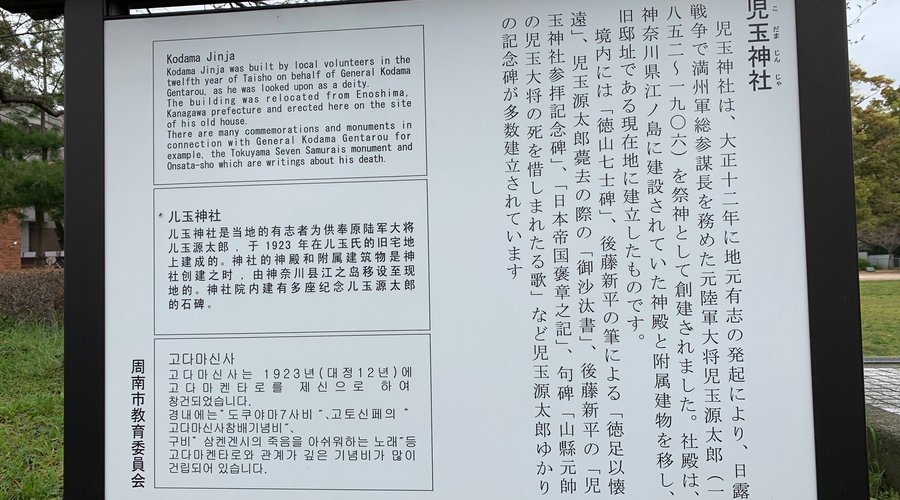 児玉神社
こだまじんじゃ
児玉神社は、大正十二年に地元有志の発起により、日露
戦争で満州軍総参謀長を務めた元陸軍大将児玉源太郎（一
八五二～一九〇六）を祭神として創建されました。社殿は、
神奈川県江ノ島に建設されていた神殿と附属建物を移し、
旧邸址である現在地に建立したものです。
境内には「徳山七士碑」、後藤新平の筆による「徳足以懐
遠」、児玉源太郎薨去の際の「御沙汰書」、後藤新平の「児
玉神社参拝記念碑」、「日本帝国褒章之記」、句碑「山縣元帥
の児玉大将の死を惜しまれたる歌」など児玉源太郎ゆかり
の記念碑が多数建立されています
Kodama Jinja
Kodama Jinja was built by local volunteers in the
twelfth year of Taisho on behalf of General Kodama
Gentarou, as he was looked upon as a deity.
The building was relocated from Enoshima,
Kanagawa prefecture and erected here on the site
of his old house.
There are many commemorations and monuments in
connection with General Kodama Gentarou for
example, the Tokuyama Seven Samurais monument and
Onsata-sho which are writings about his death.
儿玉神社
儿玉神社是当地的有志者为供奉原陆军大将
儿玉源太郎，于1923年在儿玉氏的旧宅地
上建成的。神社的神殿和附属建筑物是神
社创建之时，由神奈川县江之岛移设至现
地的。神社院内建有多座纪念儿玉源太郎
的石碑。
고다마신사
고다마신사는 1923년(대정12년)에
고다마켄타로를 제신으로 하여
창건되었습니다.
경내에는"도쿠야마7사비"、고토신페의"
고다마신사참배기념비"、
구비"삼켄겐시의 죽음을 아쉬워하는 노래"등
고다마켄타로와 관계가 깊은 기념비가 많이
건립되어 있습니다.
周南市教育委員会